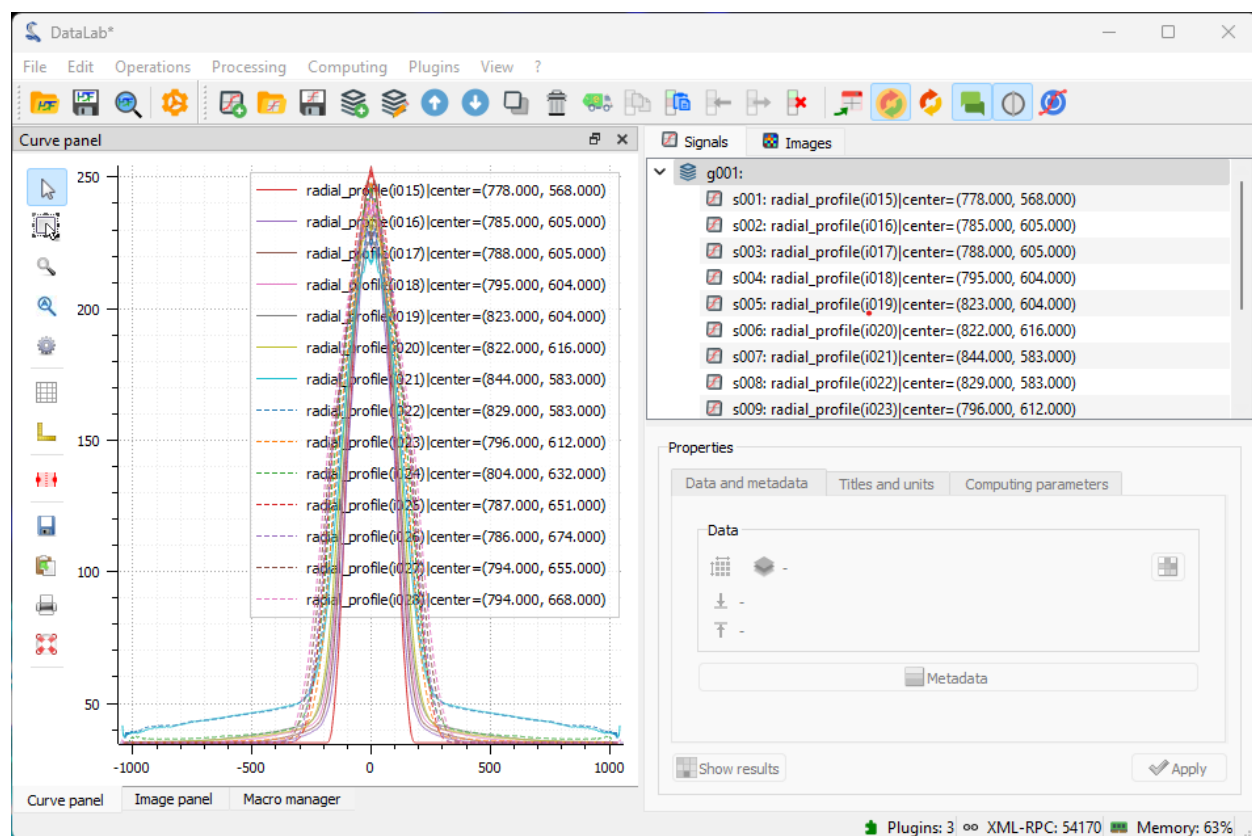 DataLab*
File Edit Operations Processing Computing Plugins View ?
Curve panel
Signals Images
g001:
s001: radial_profile(i015)|center=(778.000, 568.000)
s002: radial_profile(i016)|center=(785.000, 605.000)
s003: radial_profile(i017)|center=(788.000, 605.000)
s004: radial_profile(i018)|center=(795.000, 604.000)
s005: radial_profile(i019)|center=(823.000, 604.000)
s006: radial_profile(i020)|center=(822.000, 616.000)
s007: radial_profile(i021)|center=(844.000, 583.000)
s008: radial_profile(i022)|center=(829.000, 583.000)
s009: radial_profile(i023)|center=(796.000, 612.000)
250
200
150
100
50
-1000 -500 0 500 1000
radial_profile(i015)|center=(778.000, 568.000)
radial_profile(i016)|center=(785.000, 605.000)
radial_profile(i017)|center=(788.000, 605.000)
radial_profile(i018)|center=(795.000, 604.000)
radial_profile(i019)|center=(823.000, 604.000)
radial_profile(i020)|center=(822.000, 616.000)
radial_profile(i021)|center=(844.000, 583.000)
radial_profile(i022)|center=(829.000, 583.000)
radial_profile(i023)|center=(796.000, 612.000)
radial_profile(i024)|center=(804.000, 632.000)
radial_profile(i025)|center=(787.000, 651.000)
radial_profile(i026)|center=(786.000, 674.000)
radial_profile(i027)|center=(794.000, 655.000)
radial_profile(i028)|center=(794.000, 668.000)
Properties
Data and metadata Titles and units Computing parameters
Data
-
-
-
Metadata
Show results Apply
Curve panel Image panel Macro manager
Plugins: 3 XML-RPC: 54170 Memory: 63%